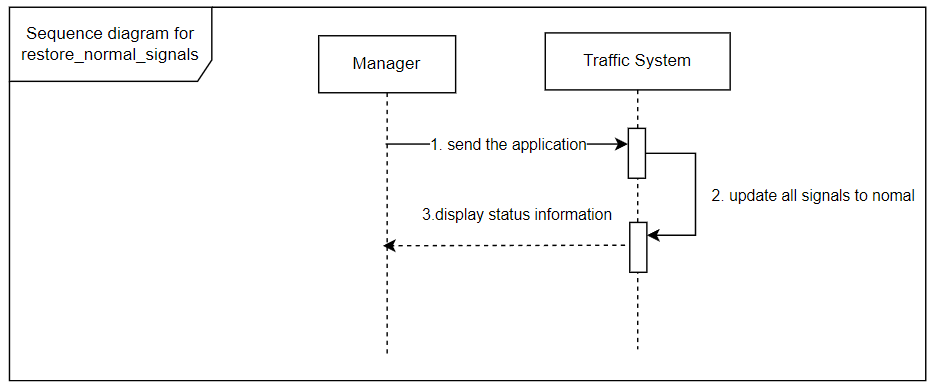 Sequence diagram for
restore_normal_signals
Manager
Traffic System
1. send the application
2. update all signals to nomal
3.display status information